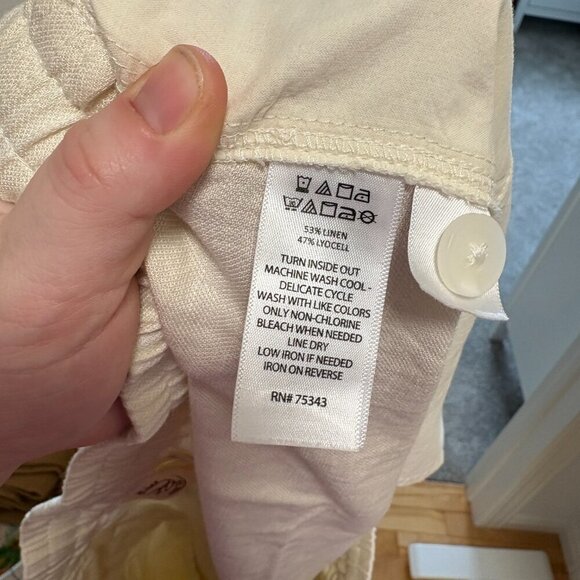 53% LINEN
47% LYOCELL
TURN INSIDE OUT
MACHINE WASH COOL -
DELICATE CYCLE
WASH WITH LIKE COLORS
ONLY NON-CHLORINE
BLEACH WHEN NEEDED
LINE DRY
LOW IRON IF NEEDED
IRON ON REVERSE
RN# 75343